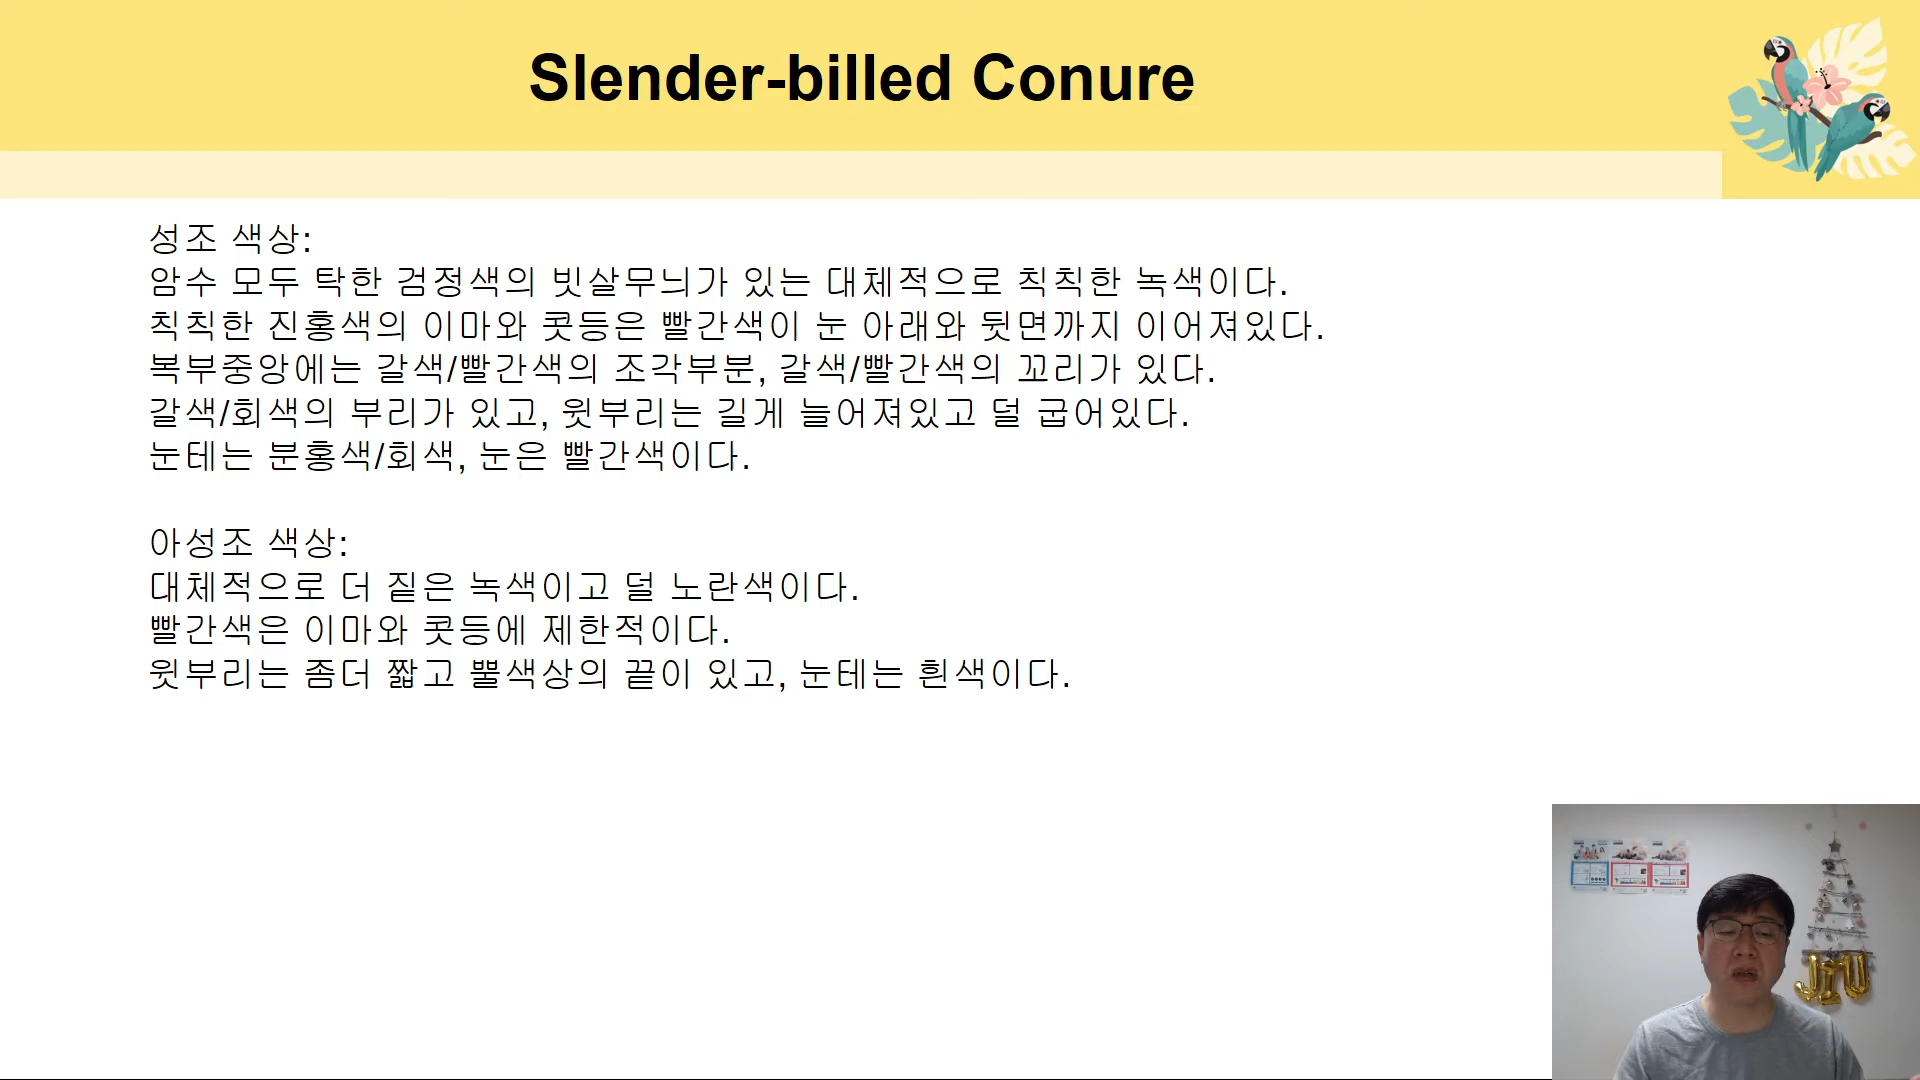 Slender-billed Conure
성조 색상:
암수 모두 탁한 검정색의 빗살무늬가 있는 대체적으로 칙칙한 녹색이다.
칙칙한 진홍색의 이마와 콧등은 빨간색이 눈 아래와 뒷면까지 이어져있다.
복부중앙에는 갈색/빨간색의 조각부분, 갈색/빨간색의 꼬리가 있다.
갈색/회색의 부리가 있고, 윗부리는 길게 늘어져있고 덜 굽어있다.
눈테는 분홍색/회색, 눈은 빨간색이다.
아성조 색상:
대체적으로 더 짙은 녹색이고 덜 노란색이다.
빨간색은 이마와 콧등에 제한적이다.
윗부리는 좀더 짧고 뿔색상의 끝이 있고, 눈테는 흰색이다.